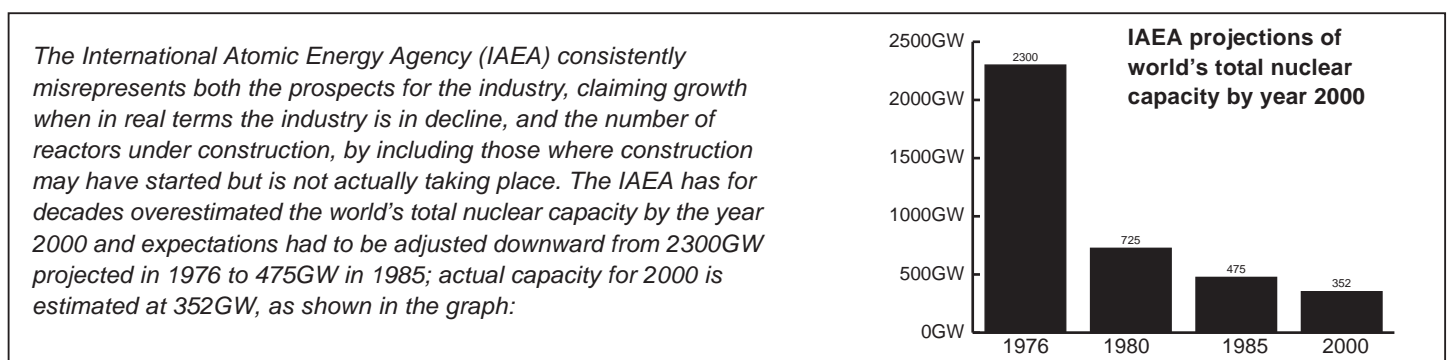 The International Atomic Energy Agency (IAEA) consistently
misrepresents both the prospects for the industry, claiming growth
when in real terms the industry is in decline, and the number of
reactors under construction, by including those where construction
may have started but is not actually taking place. The IAEA has for
decades overestimated the world's total nuclear capacity by the year
2000 and expectations had to be adjusted downward from 2300GW
projected in 1976 to 475GW in 1985; actual capacity for 2000 is
estimated at 352GW, as shown in the graph:
IAEA projections of
world's total nuclear
capacity by year 2000
2500GW
2000GW
1500GW
1000GW
500GW
0GW
2300
725
475
352
1976
1980
1985
2000